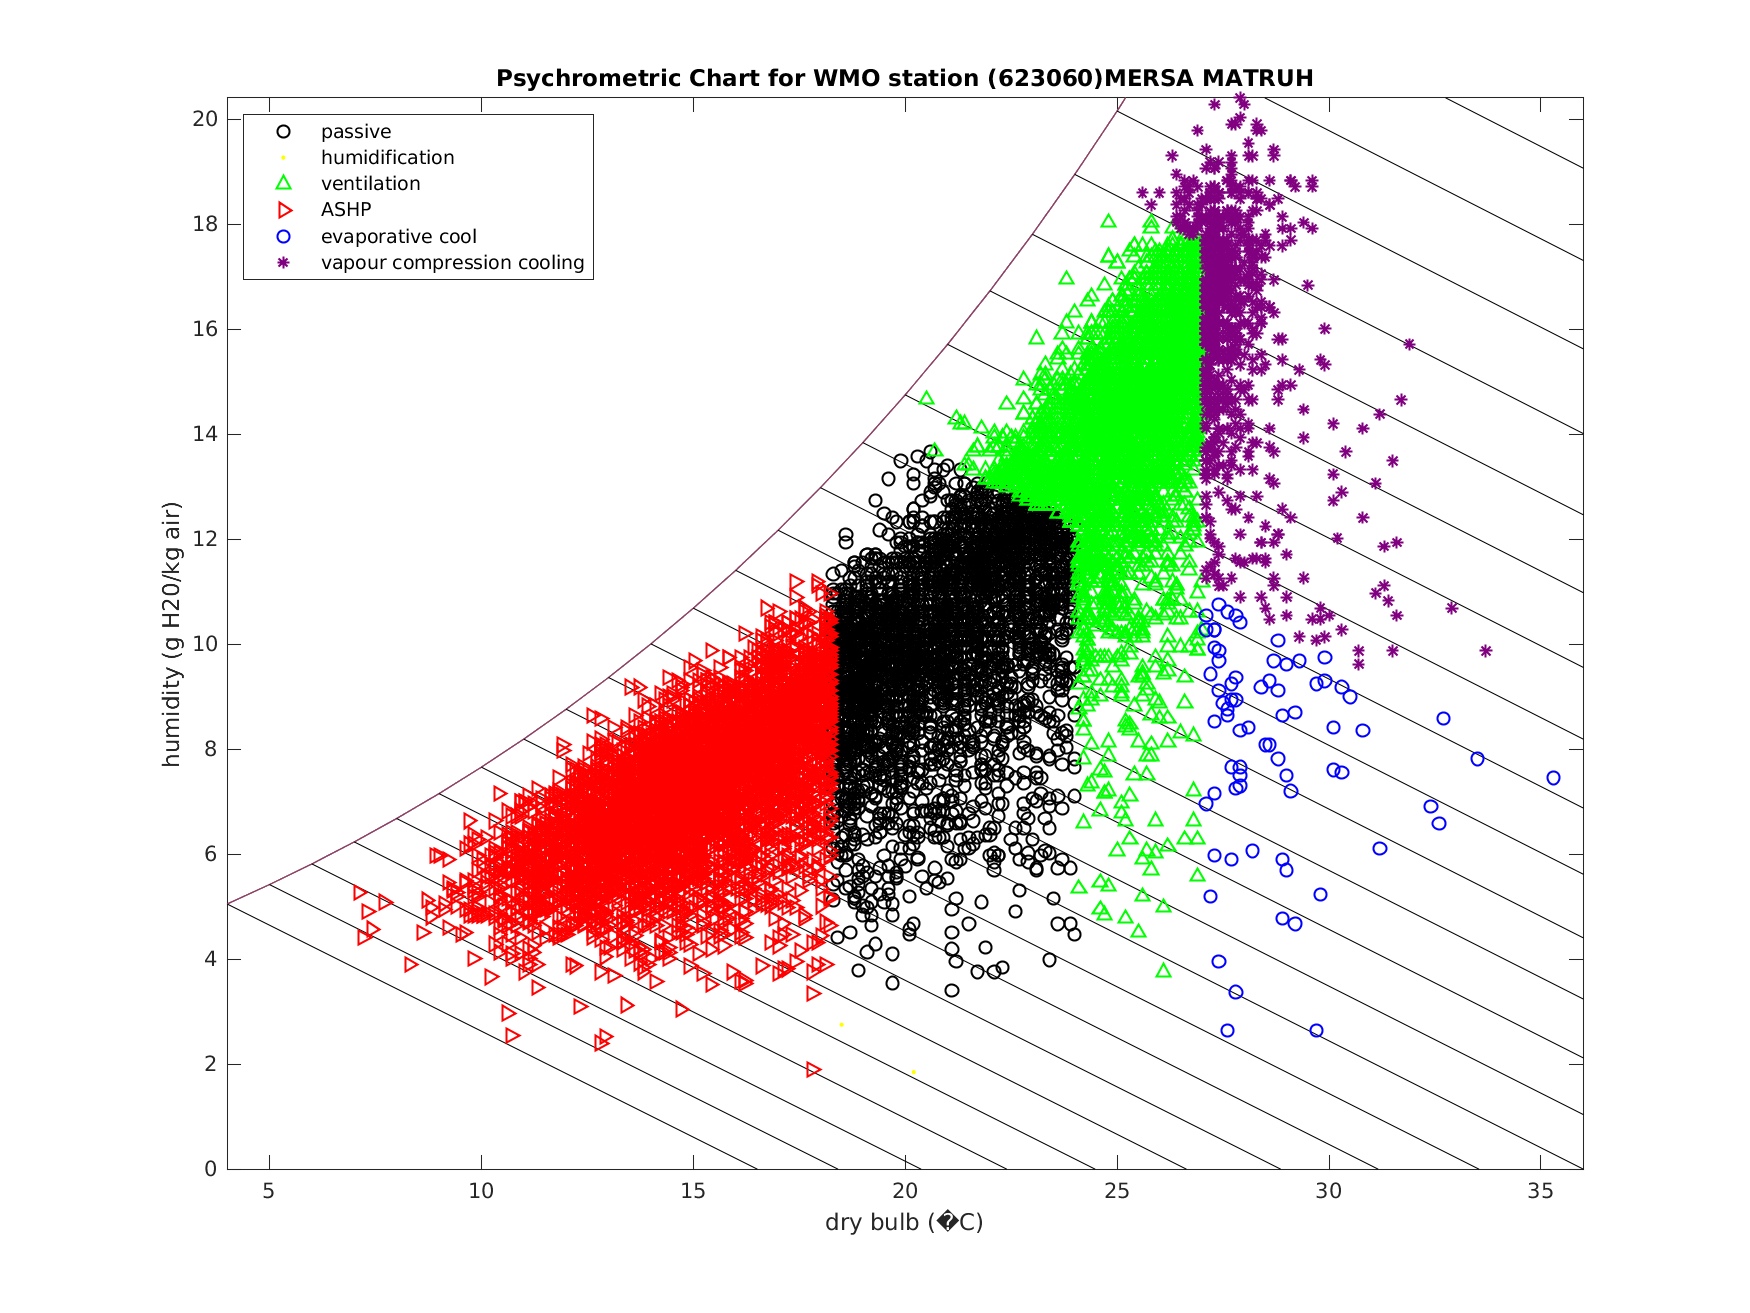 Psychrometric Chart for WMO station (623060)MERSA MATRUH
20
18
16
14
12
10
8
6
4
2
0
humidity (g H20/kg air)
passive
humidification
ventilation
ASHP
evaporative cool
vapour compression cooling
5
10
15
20
25
30
35
dry bulb (�C)